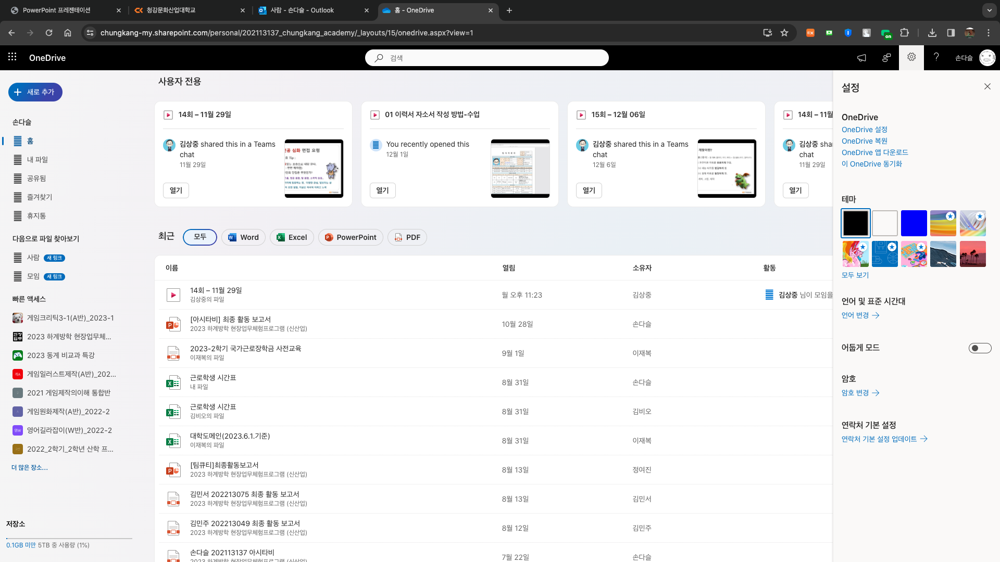 PowerPoint 프레젠테이션
청강문화산업대학교
사람 - 손다슬 - Outlook
홈 - OneDrive
chungkang-my.sharepoint.com/personal/202113137_chungkang_academy/_layouts/15/onedrive.aspx?view=1
on
OneDrive
검색
손다슬
새로 추가
손다슬
홈
내 파일
공유됨
즐겨찾기
휴지통
다음으로 파일 찾아보기
사람 새 링크
모임 새 링크
빠른 액세스
게임크리틱3-1(A반)_2023-1
2023 하계방학 현장업무체...
2023 동계 비교과 특강
게임일러스트제작(A반)_202...
2021 게임제작의이해 통합반
게임원화제작(A반)_2022-2
영어길라잡이(W반)_2022-2
2022_2학기_2학년 산학 프...
더 많은 장소...
저장소
0.1GB 미만 5TB 중 사용량 (1%)
사용자 전용
14회 – 11월 29일
김상중 shared this in a Teams chat
11월 29일
열기
01 이력서 자소서 작성 방법-수업
You recently opened this
12월 1일
열기
15회 – 12월 06일
김상중 shared this in a Teams chat
12월 6일
열기
14회 – 11월
김상중 shar
chat
11월 29일
열기
최근
모두
Word
Excel
PowerPoint
PDF
이름 열림 소유자 활동
14회 – 11월 29일
김상중의 파일
월 오후 11:23
김상중
김상중 님이 모임을
[아시타비] 최종 활동 보고서
2023 하계방학 현장업무체험프로그램 (신산업)
10월 28일
손다슬
2023-2학기 국가근로장학금 사전교육
이재복의 파일
9월 1일
이재복
근로학생 시간표
내 파일
8월 31일
손다슬
근로학생 시간표
김비오의 파일
8월 31일
김비오
대학도메인(2023.6.1.기준)
이재복의 파일
8월 31일
이재복
[팀큐티]최종활동보고서
2023 하계방학 현장업무체험프로그램 (신산업)
8월 13일
정여진
김민서 202213075 최종 활동 보고서
2023 하계방학 현장업무체험프로그램 (신산업)
8월 13일
김민서
김민주 202213049 최종 활동 보고서
2023 하계방학 현장업무체험프로그램 (신산업)
8월 12일
김민주
손다슬 202113137 아시타비
2023 하계방학 현장업무체험프로그램 (신산업)
7월 22일
손다슬
설정
OneDrive
OneDrive 설정
OneDrive 복원
OneDrive 앱 다운로드
이 OneDrive 동기화
테마
모두 보기
언어 및 표준 시간대
언어 변경
어둡게 모드
암호
암호 변경
연락처 기본 설정
연락처 기본 설정 업데이트